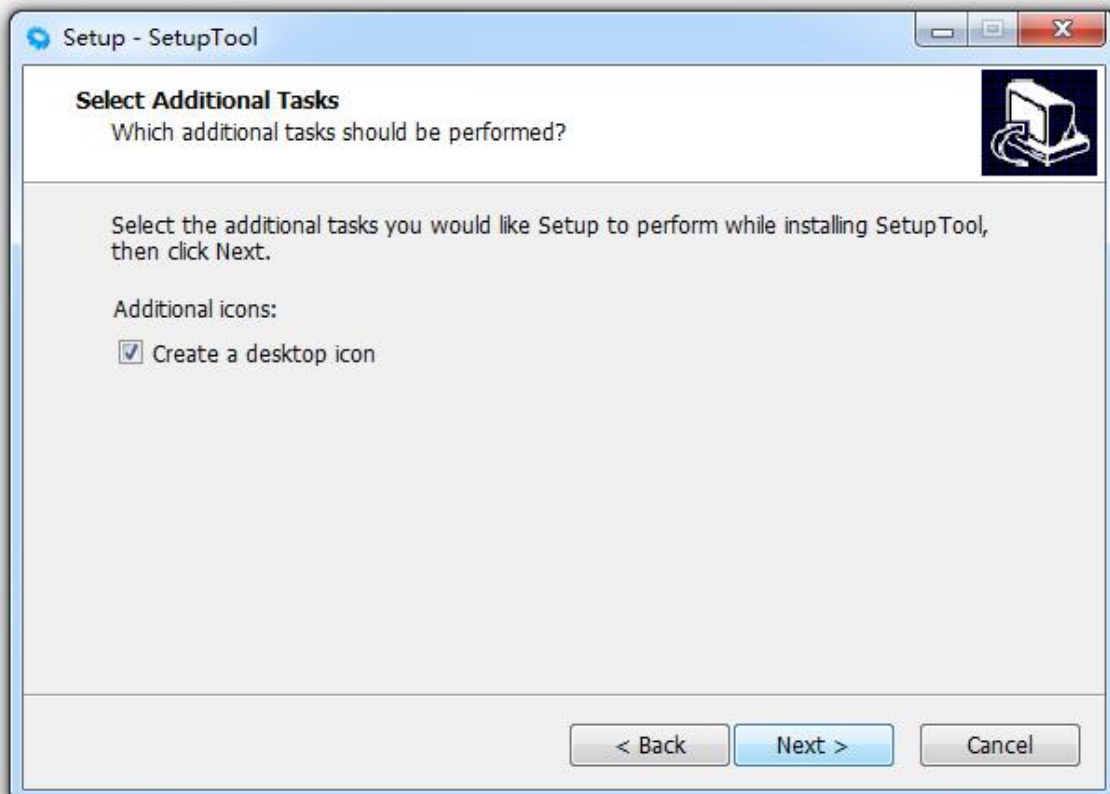 Setup - SetupTool
Select Additional Tasks
Which additional tasks should be performed?
Select the additional tasks you would like Setup to perform while installing SetupTool,
then click Next.
Additional icons:
Create a desktop icon
< Back
Next >
Cancel